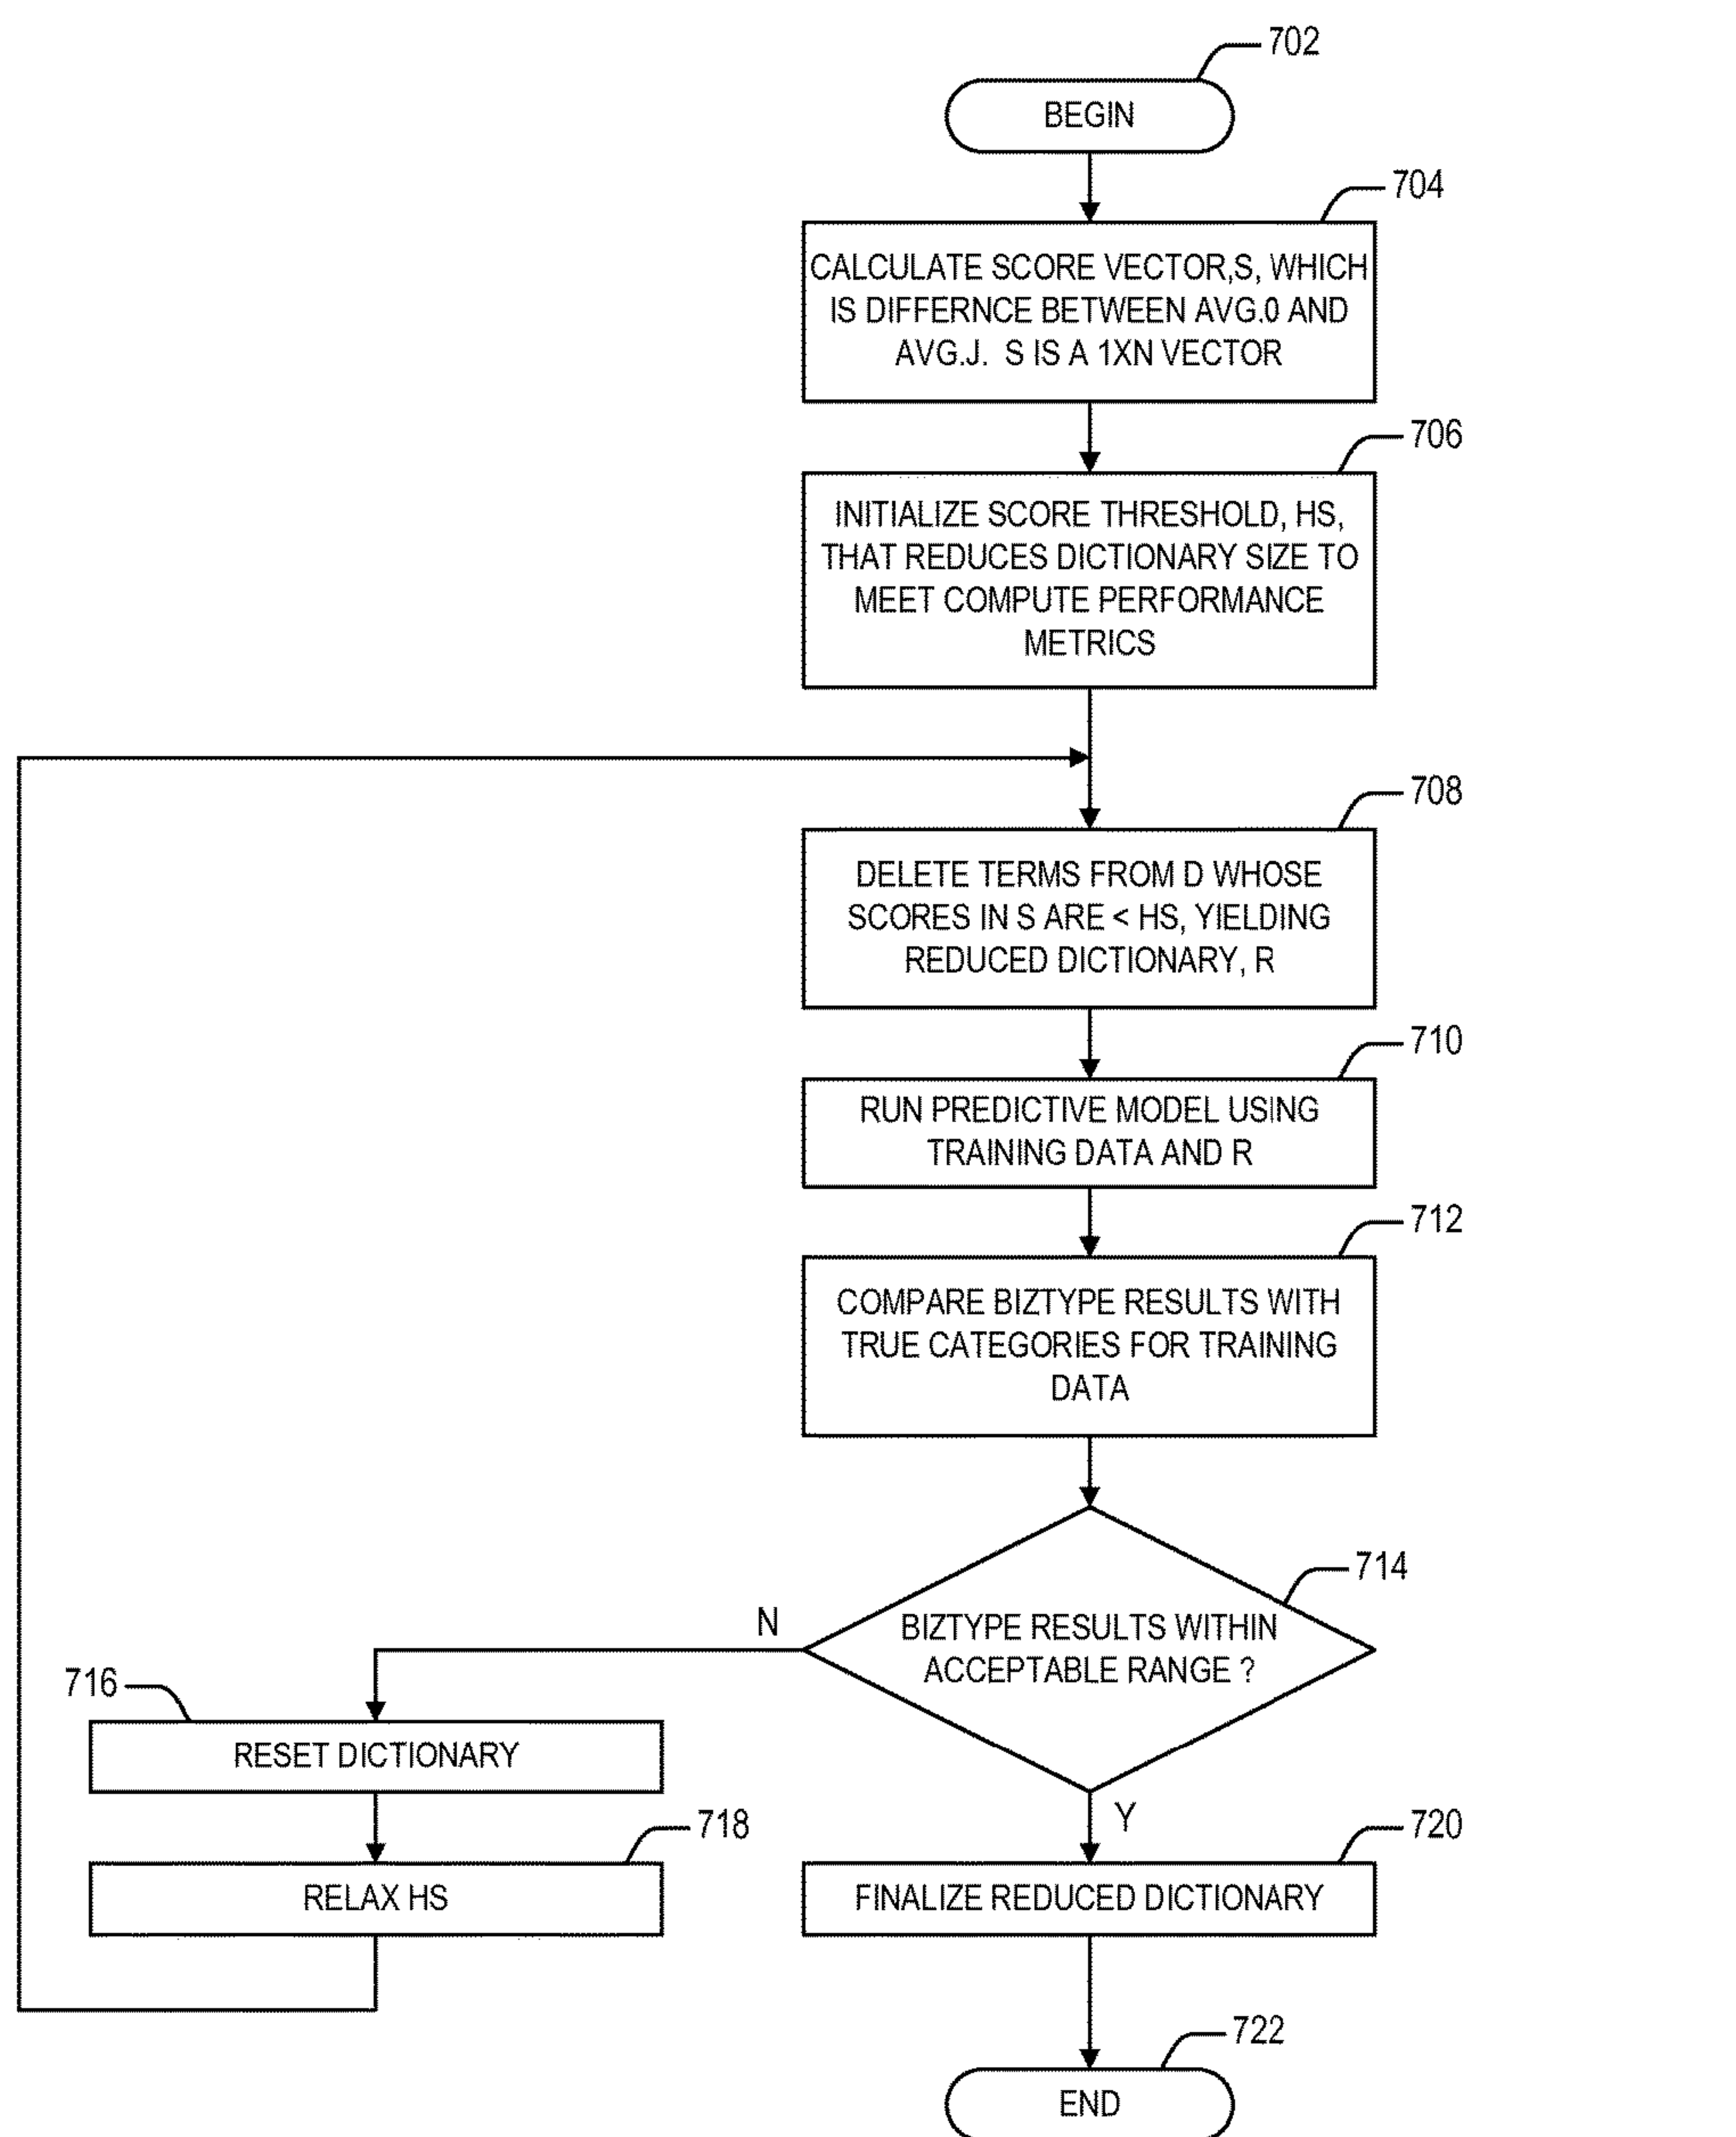 702
BEGIN
704
CALCULATE SCORE VECTOR,S, WHICH
IS DIFFERNCE BETWEEN AVG.0 AND
AVG.J. S IS A 1XN VECTOR
706
INITIALIZE SCORE THRESHOLD, HS,
THAT REDUCES DICTIONARY SIZE TO
MEET COMPUTE PERFORMANCE
METRICS
708
DELETE TERMS FROM D WHOSE
SCORES IN S ARE < HS, YIELDING
REDUCED DICTIONARY, R
710
RUN PREDICTIVE MODEL USING
TRAINING DATA AND R
712
COMPARE BIZTYPE RESULTS WITH
TRUE CATEGORIES FOR TRAINING
DATA
714
BIZTYPE RESULTS WITHIN
ACCEPTABLE RANGE ?
N
716
RESET DICTIONARY
718
RELAX HS
Y
720
FINALIZE REDUCED DICTIONARY
722
END